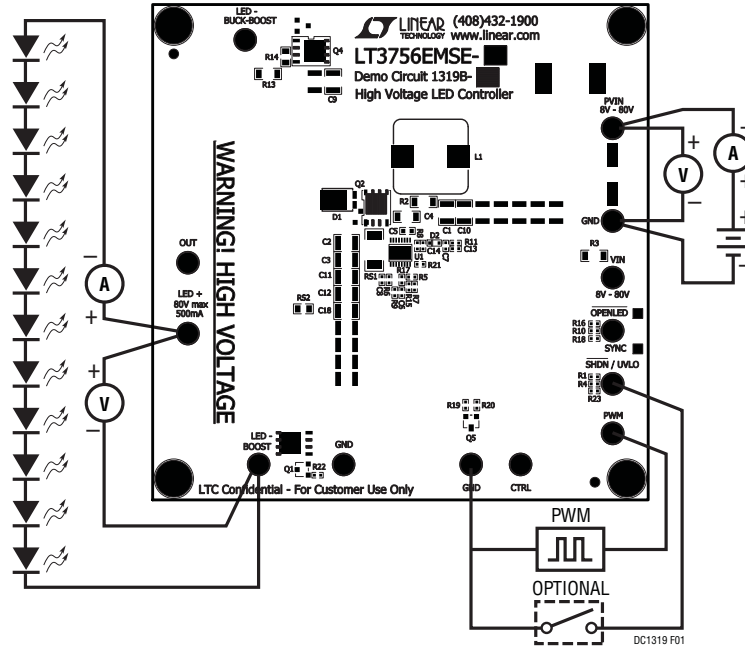 LED -
BUCK-BOOST
R14
Q4
R13
C9
LINEAR
TECHNOLOGY
(408)432-1900
www.linear.com
LT3756EMSE-
Demo Circuit 1319B-
High Voltage LED Controller
PVIN
8V - 80V
+
A
V
−
+
−
+
−
L1
GND
Q2
D1
R2
C4
C1 C10
WARNING! HIGH VOLTAGE
OUT
−
A
+
LED +
80V max
500mA
+
V
−
C2
C3
C11
C12
C18
RS1
RS2
C5
R8
U1
D2
C14
R11
C13
R21
R17
R5
R15
R7
R3
VIN
8V - 80V
OPENLED
R16
R10
R18
SYNC
SHDN / UVLO
R1
R4
R23
PWM
R19
R20
Q5
LED -
BOOST
Q1
R22
GND
GND
CTRL
LTC Confidential - For Customer Use Only
PWM
OPTIONAL
DC1319 F01